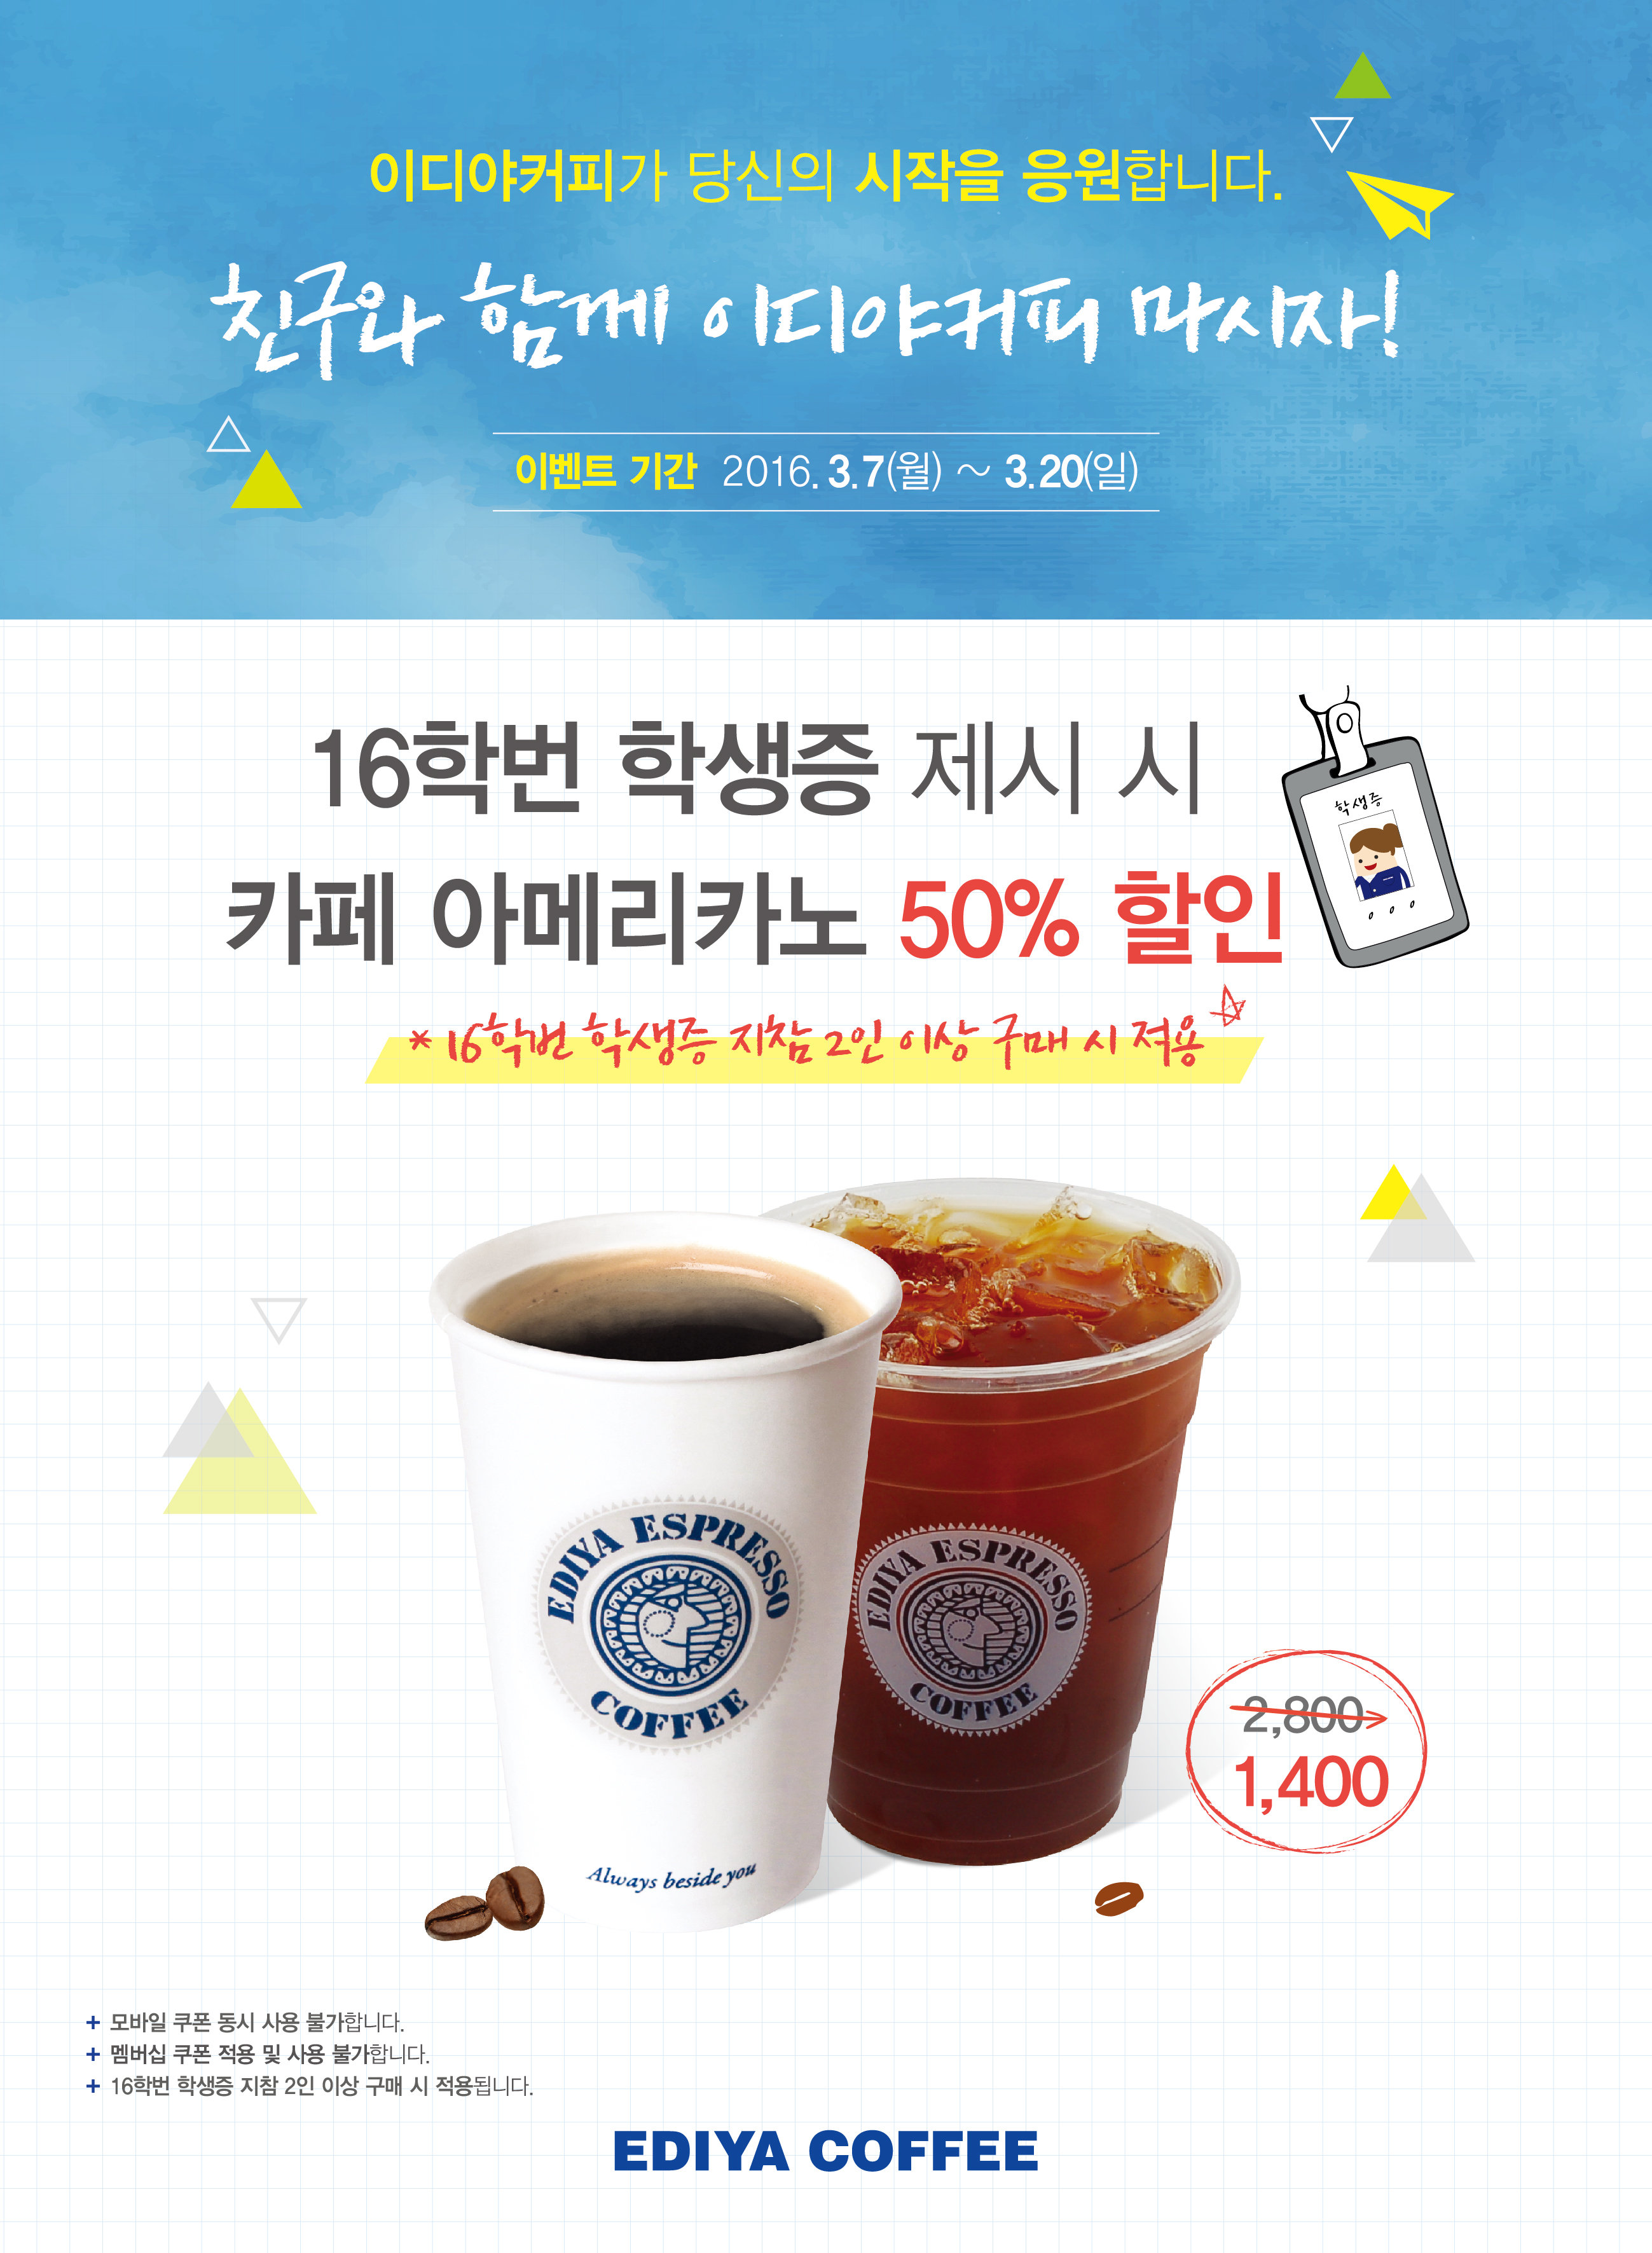 이디야커피가 당신의 시작을 응원합니다.
친구와 함께 이디야커피 마시자!
이벤트 기간 2016. 3. 7(월) ~ 3. 20(일)
16학번 학생증 제시 시
카페 아메리카노 50% 할인
학생증
* 16학번 학생증 지참 2인 이상 구매 시 적용
EDIYA ESPRESSO
COFFEE
Always beside you
EDIYA ESPRESSO
COFFEE
2,800
1,400
+ 모바일 쿠폰 동시 사용 불가합니다.
+ 멤버십 쿠폰 적용 및 사용 불가합니다.
+ 16학번 학생증 지참 2인 이상 구매 시 적용됩니다.
EDIYA COFFEE